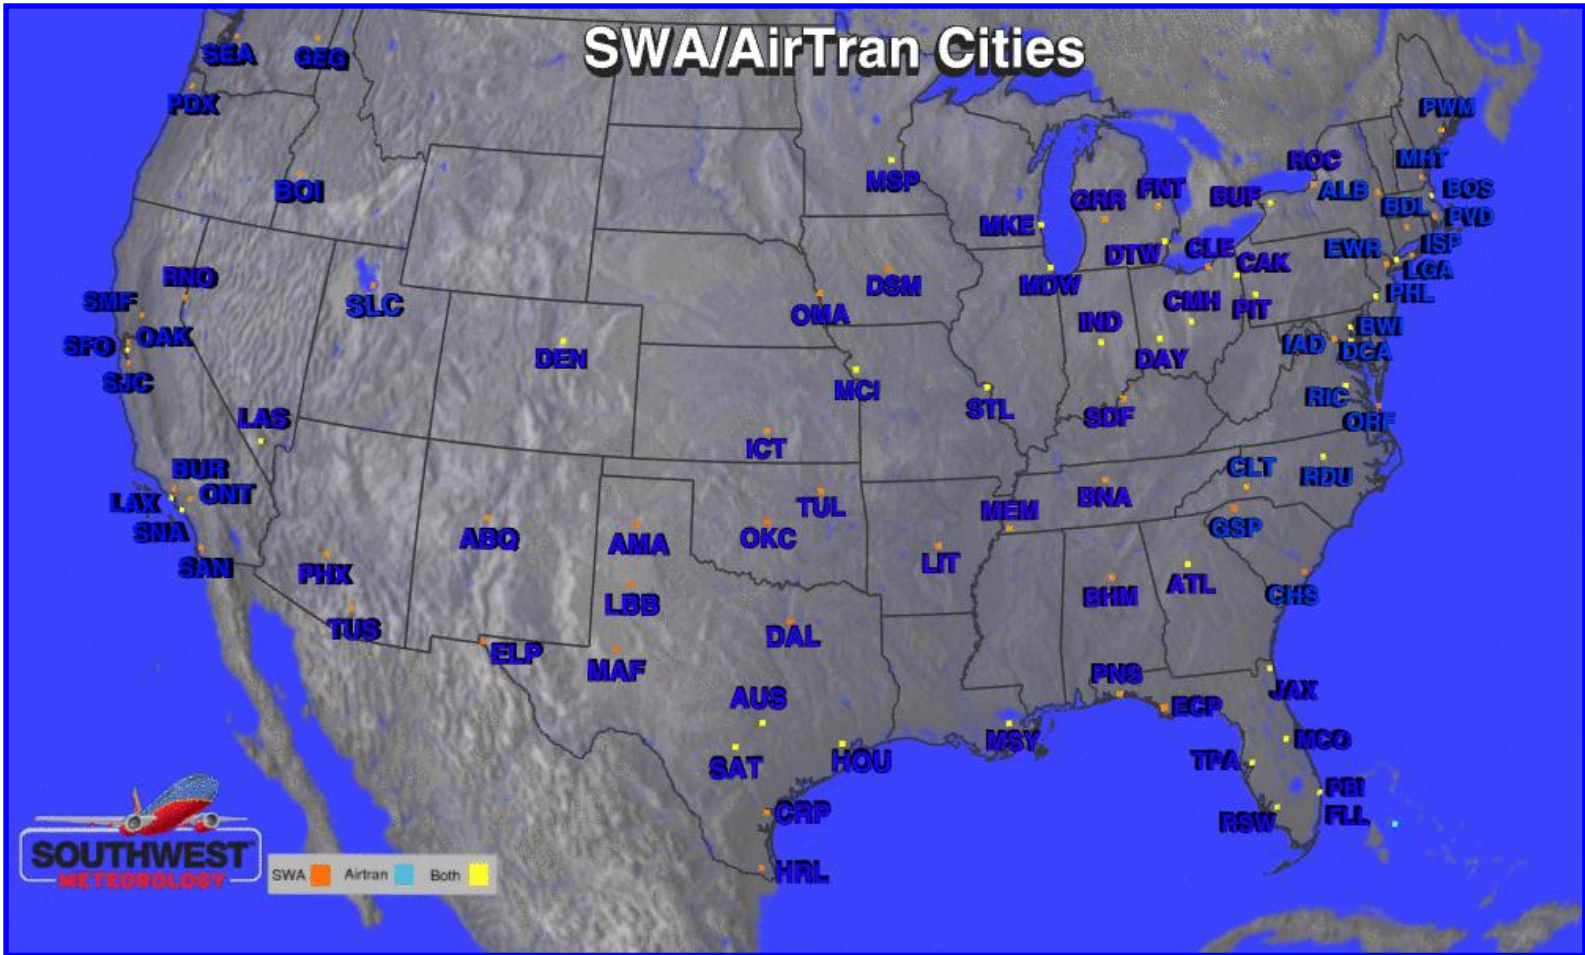 SWA/AirTran Cities
SEA
GEG
PDX
PWM
ROC
MHT
MSP
BOI
GRR
FNT
BUF
ALB
BOS
BDL
PVD
MKE
DTW
CLE
CAK
EWR
ISP
LGA
RNO
SLC
DSM
MDW
CMH
PIT
PHL
SMF
OMA
IND
SFO
OAK
DEN
DAY
IAD
BWI
DCA
SJC
MCI
STL
SDF
RIC
ORF
LAS
ICT
BUR
ONT
LAX
SNA
TUL
MEM
BNA
CLT
RDU
ABQ
AMA
OKC
GSP
SAN
PHX
LIT
BHM
ATL
CHS
TUS
LBB
DAL
ELP
MAF
PNS
JAX
AUS
ECP
MSY
MCO
SAT
HOU
TPA
PBI
CRP
RSW
FLL
HRL
SOUTHWEST
METEOROLOGY
SWA Airtran Both